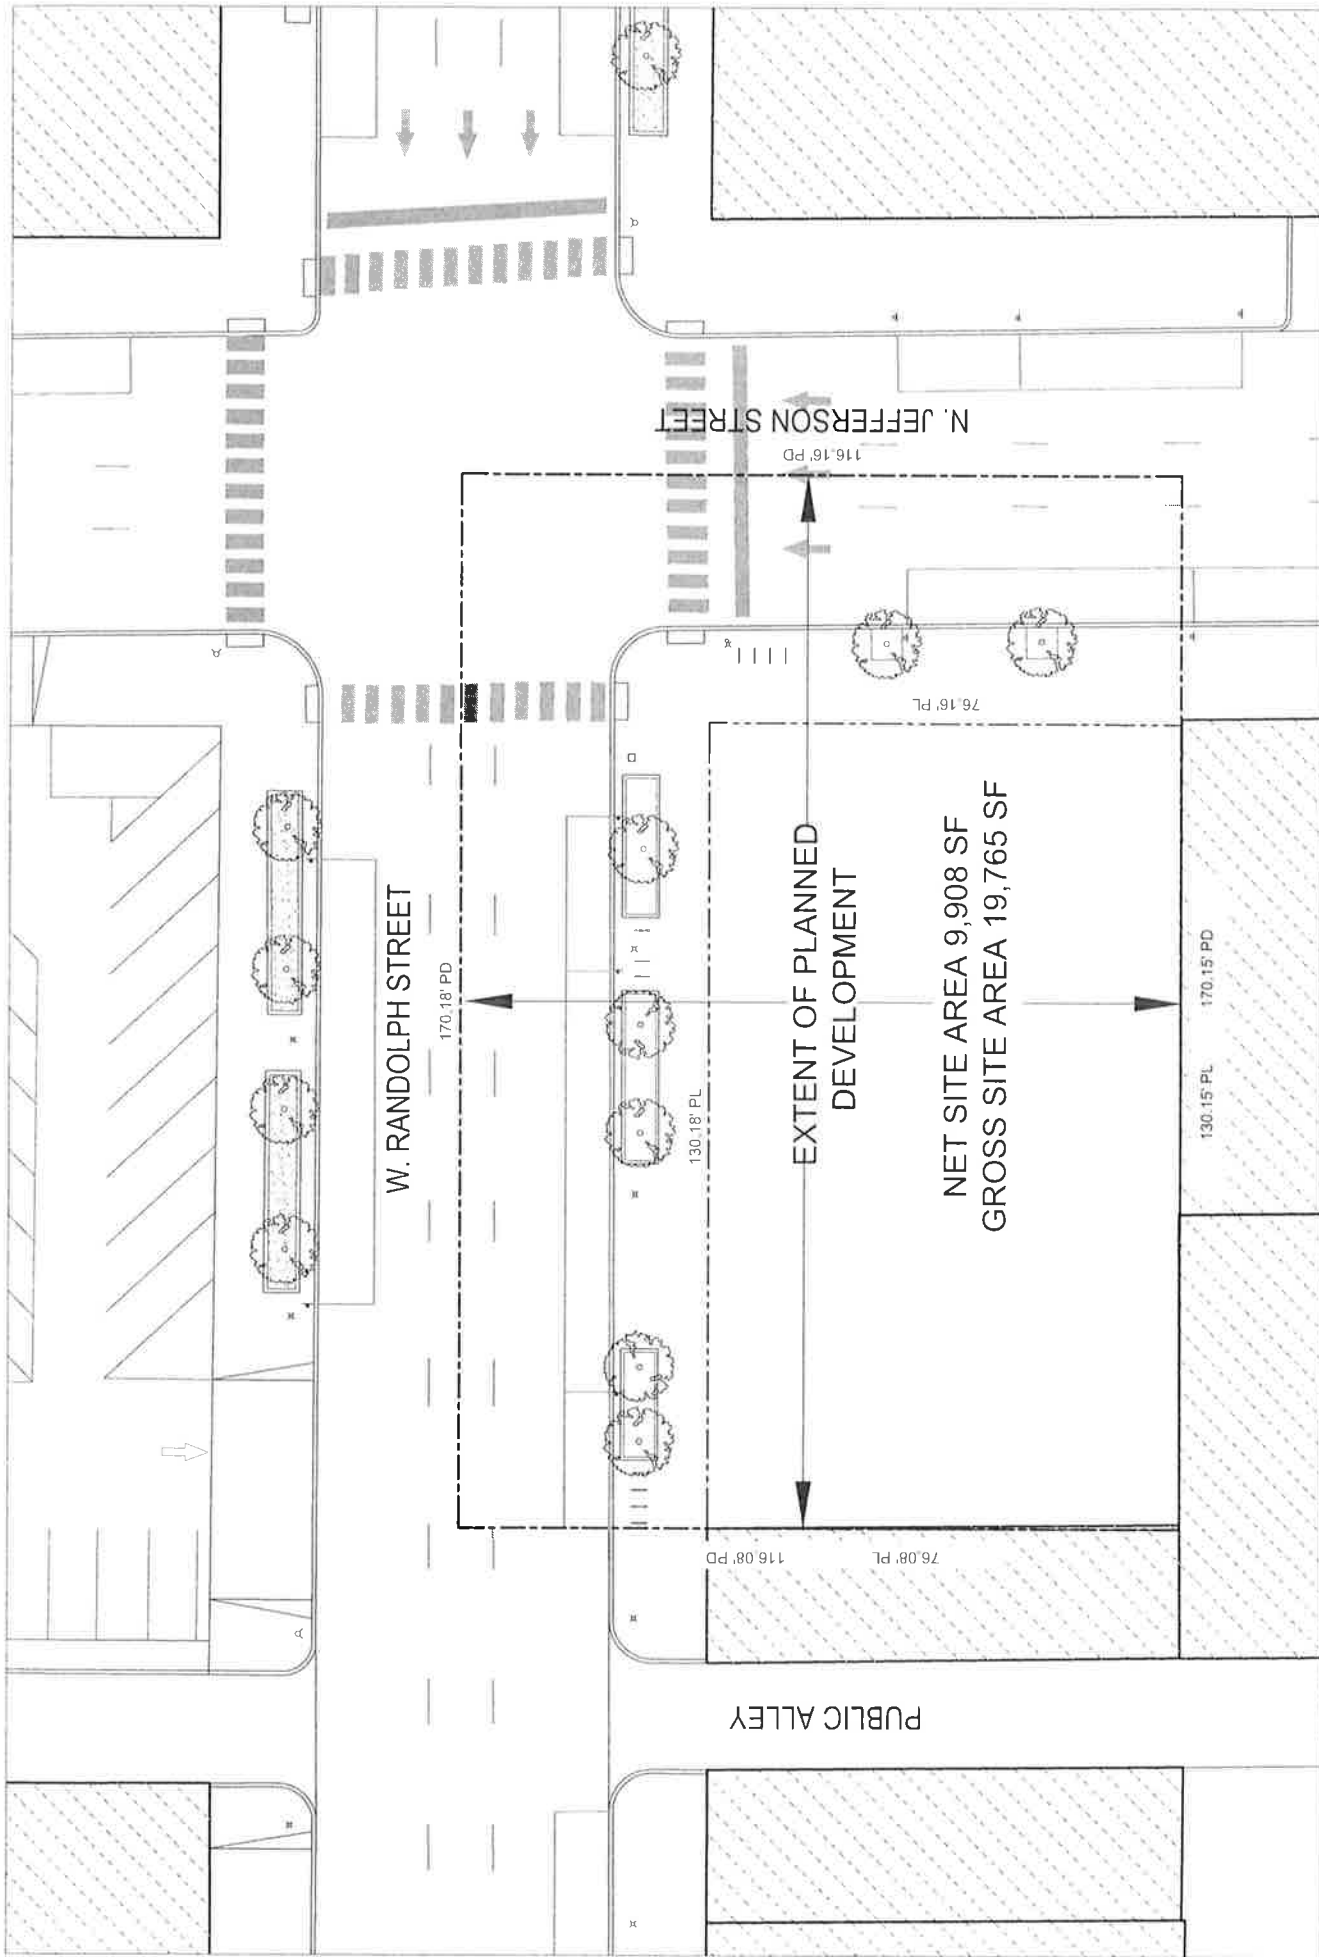 W. RANDOLPH STREET
170.18' PD
130.18' PL
N. JEFFERSON STREET
116.16' PD
76.16' PL
EXTENT OF PLANNED
DEVELOPMENT
NET SITE AREA 9,908 SF
GROSS SITE AREA 19,765 SF
116.08' PD
76.08' PL
130.15' PL
170.15' PD
PUBLIC ALLEY